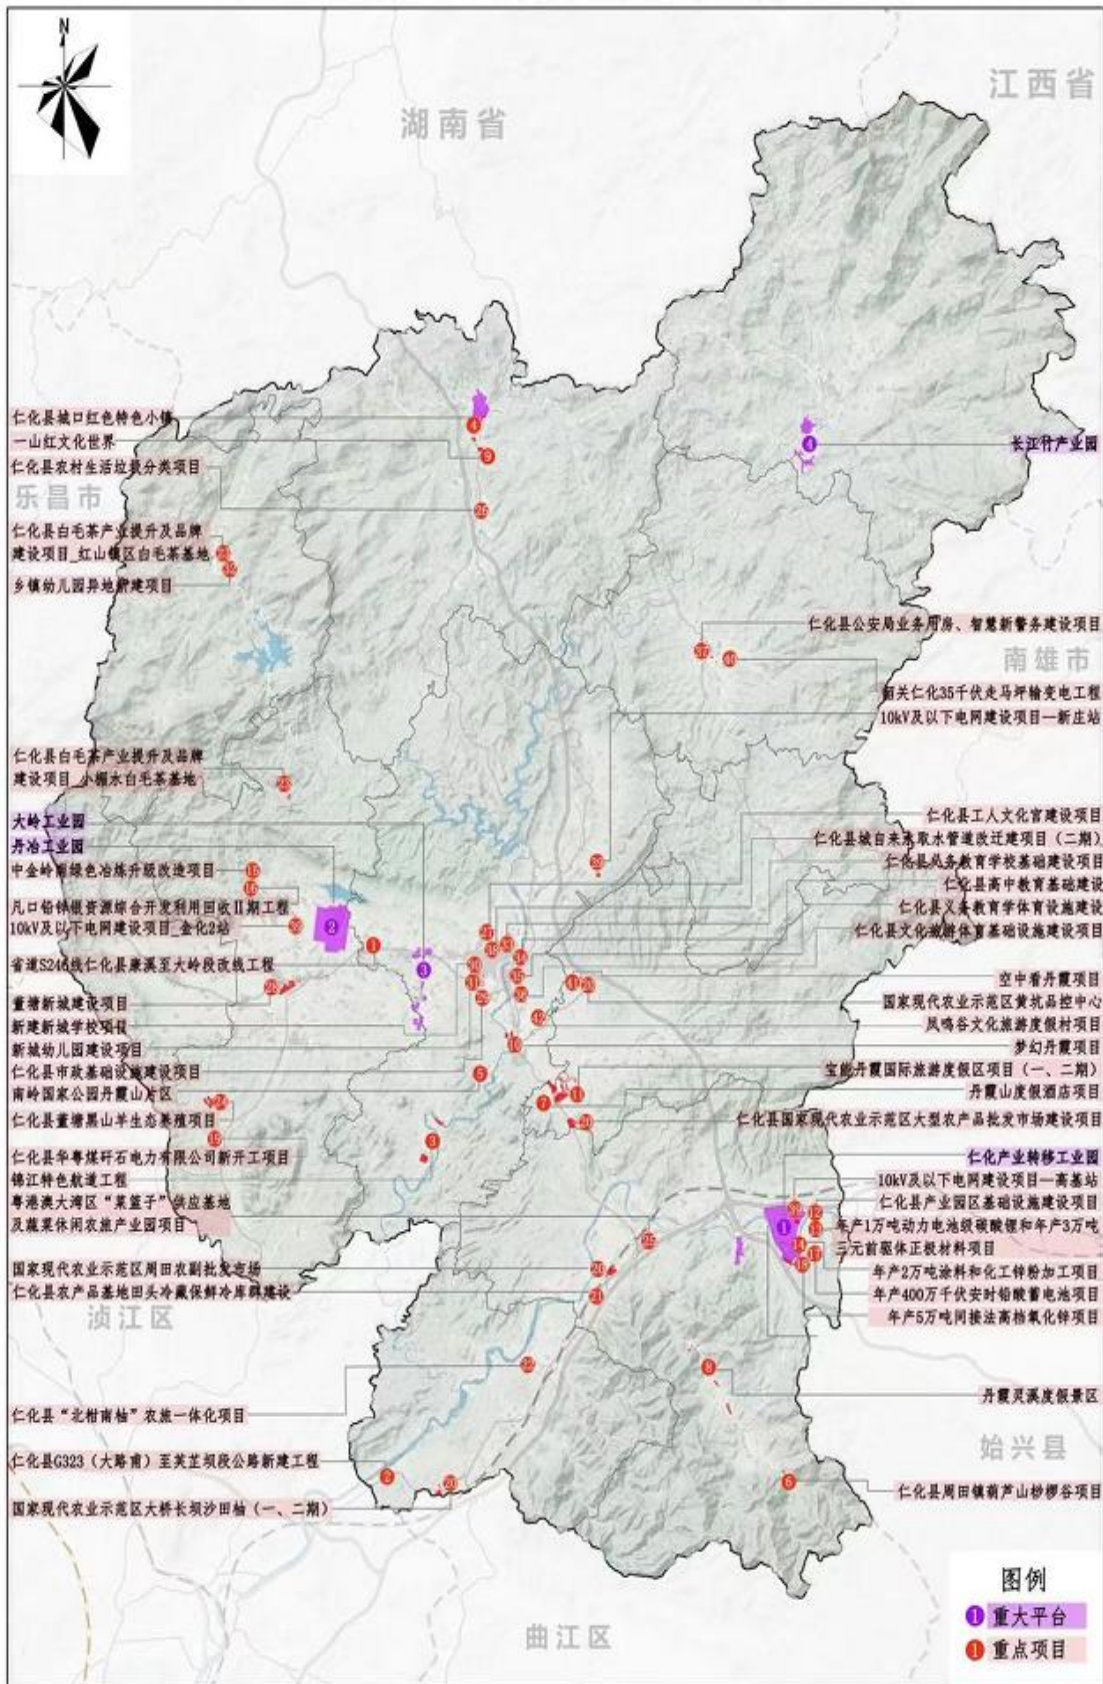 N
江西省
湖南省
仁化县城口红色特色小镇
一山红文化世界
仁化县农村生活垃圾分类项目
乐昌市
仁化县白毛茶产业提升及品牌
建设项目_红山镇区白毛茶基地
乡镇幼儿园异地新建项目
4
9
26
32
4
长江竹产业园
仁化县公安局业务用房、智慧新警务建设项目
37
40
南雄市
韶关仁化35千伏走马坪输变电工程
10kV及以下电网建设项目—新庄站
仁化县白毛茶产业提升及品牌
建设项目_小楣水白毛茶基地
大岭工业园
丹冶工业园
中金岭南绿色冶炼升级改造项目
凡口铅锌银资源综合开发利用回收Ⅱ期工程
10kV及以下电网建设项目_金化2站
省道S246线仁化县康溪至大岭段改线工程
董塘新城建设项目
新建新城学校项目
新城幼儿园建设项目
仁化县市政基础设施建设项目
南岭国家公园丹霞山片区
仁化县董塘黑山羊生态养殖项目
仁化县华粤煤矸石电力有限公司新开工项目
锦江特色航道工程
粤港澳大湾区“菜篮子”供应基地
及蔬菜休闲农旅产业园项目
国家现代农业示范区周田农副批发市场
仁化县农产品基地田头冷藏保鲜冷库群建设
2
1
3
5
3
7
11
42
仁化县工人文化宫建设项目
仁化县城自来水取水管道改迁建项目（二期）
仁化县义务教育学校基础建设项目
仁化县高中教育基础建设
仁化县义务教育学体育设施建设
仁化县文化旅游体育基础设施建设项目
空中看丹霞项目
国家现代农业示范区黄坑品控中心
凤鸣谷文化旅游度假村项目
梦幻丹霞项目
宝能丹霞国际旅游度假区项目（一、二期）
丹霞山度假酒店项目
仁化县国家现代农业示范区大型农产品批发市场建设项目
仁化产业转移工业园
10kV及以下电网建设项目—高基站
仁化县产业园区基础设施建设项目
年产1万吨动力电池级碳酸锂和年产3万吨
三元前驱体正极材料项目
年产2万吨涂料和化工锌粉加工项目
年产400万千伏安时铅酸蓄电池项目
年产5万吨间接法高档氧化锌项目
1
12
14
17
25
21
22
8
浈江区
仁化县“北柑南柚”农旅一体化项目
丹霞灵溪度假景区
仁化县G323（大路甫）至芙芷坝段公路新建工程
始兴县
2
6
仁化县周田镇葫芦山桫椤谷项目
国家现代农业示范区大桥长坝沙田柚（一、二期）
曲江区
图例
1 重大平台
1 重点项目